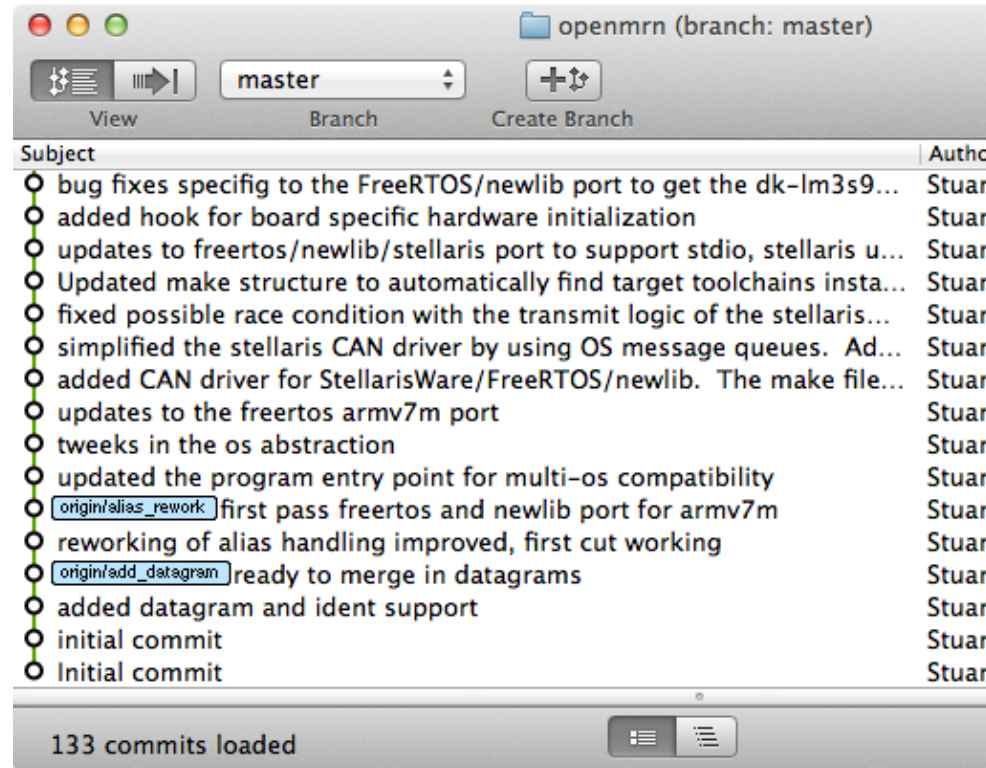 openmrn (branch: master)
master
View Branch Create Branch
Subject Autho
bug fixes specifig to the FreeRTOS/newlib port to get the dk-lm3s9... Stuar
added hook for board specific hardware initialization Stuar
updates to freertos/newlib/stellaris port to support stdio, stellaris u... Stuar
Updated make structure to automatically find target toolchains insta... Stuar
fixed possible race condition with the transmit logic of the stellaris... Stuar
simplified the stellaris CAN driver by using OS message queues.  Ad... Stuar
added CAN driver for StellarisWare/FreeRTOS/newlib.  The make file... Stuar
updates to the freertos armv7m port Stuar
tweeks in the os abstraction Stuar
updated the program entry point for multi-os compatibility Stuar
origin/alias_rework first pass freertos and newlib port for armv7m Stuar
reworking of alias handling improved, first cut working Stuar
origin/add_datagram ready to merge in datagrams Stuar
added datagram and ident support Stuar
initial commit Stuar
Initial commit Stuar
133 commits loaded